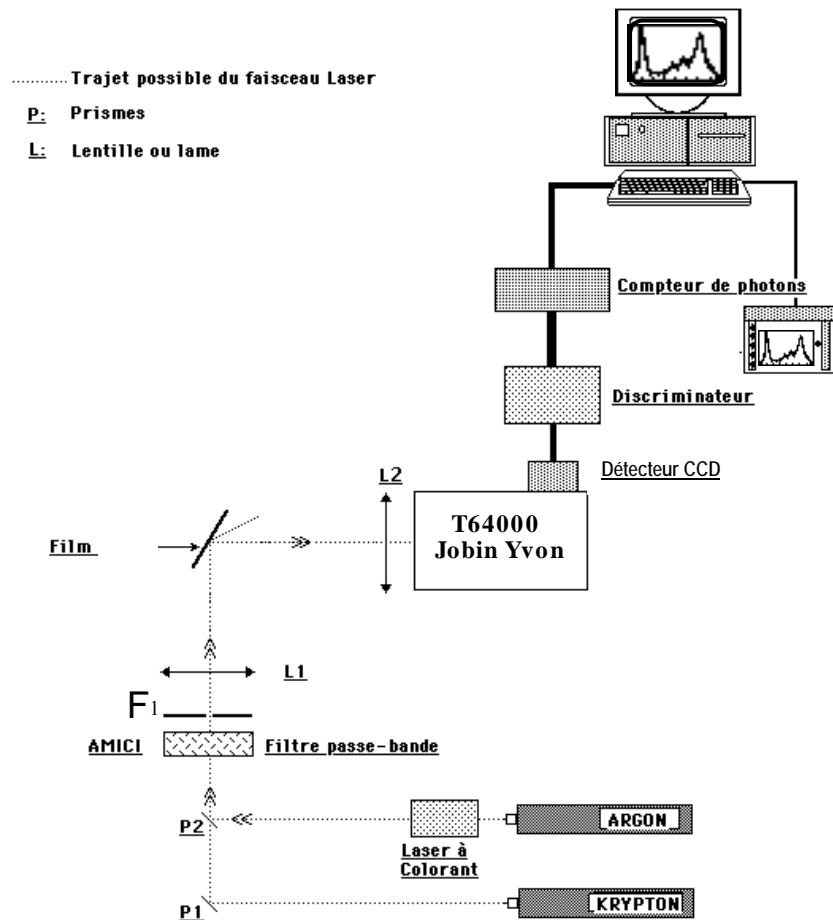 .......... Trajet possible du faisceau Laser
P: Prismes
L: Lentille ou lame
Compteur de photons
Discriminateur
Détecteur CCD
L2
T64000
Jobin Yvon
Film
L1
F1
AMICI
Filtre passe-bande
P2
ARGON
Laser à
Colorant
P1
KRYPTON